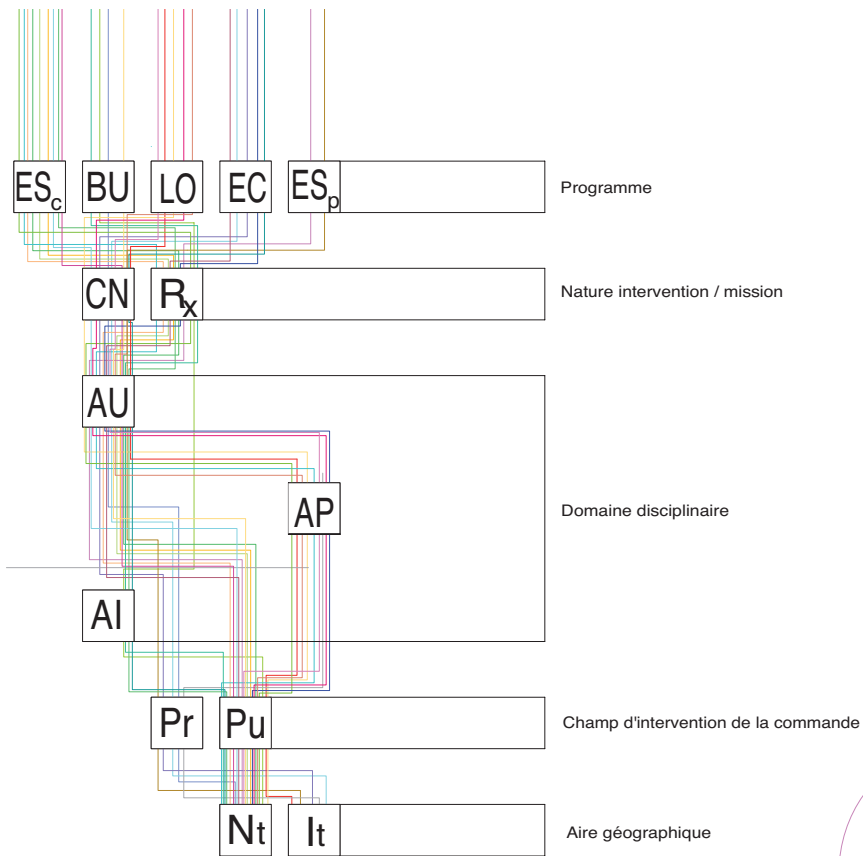 ESc BU LO EC ESp Programme
CN Rx Nature intervention / mission
AU
AP Domaine disciplinaire
AI
Pr Pu Champ d'intervention de la commande
Nt It Aire géographique